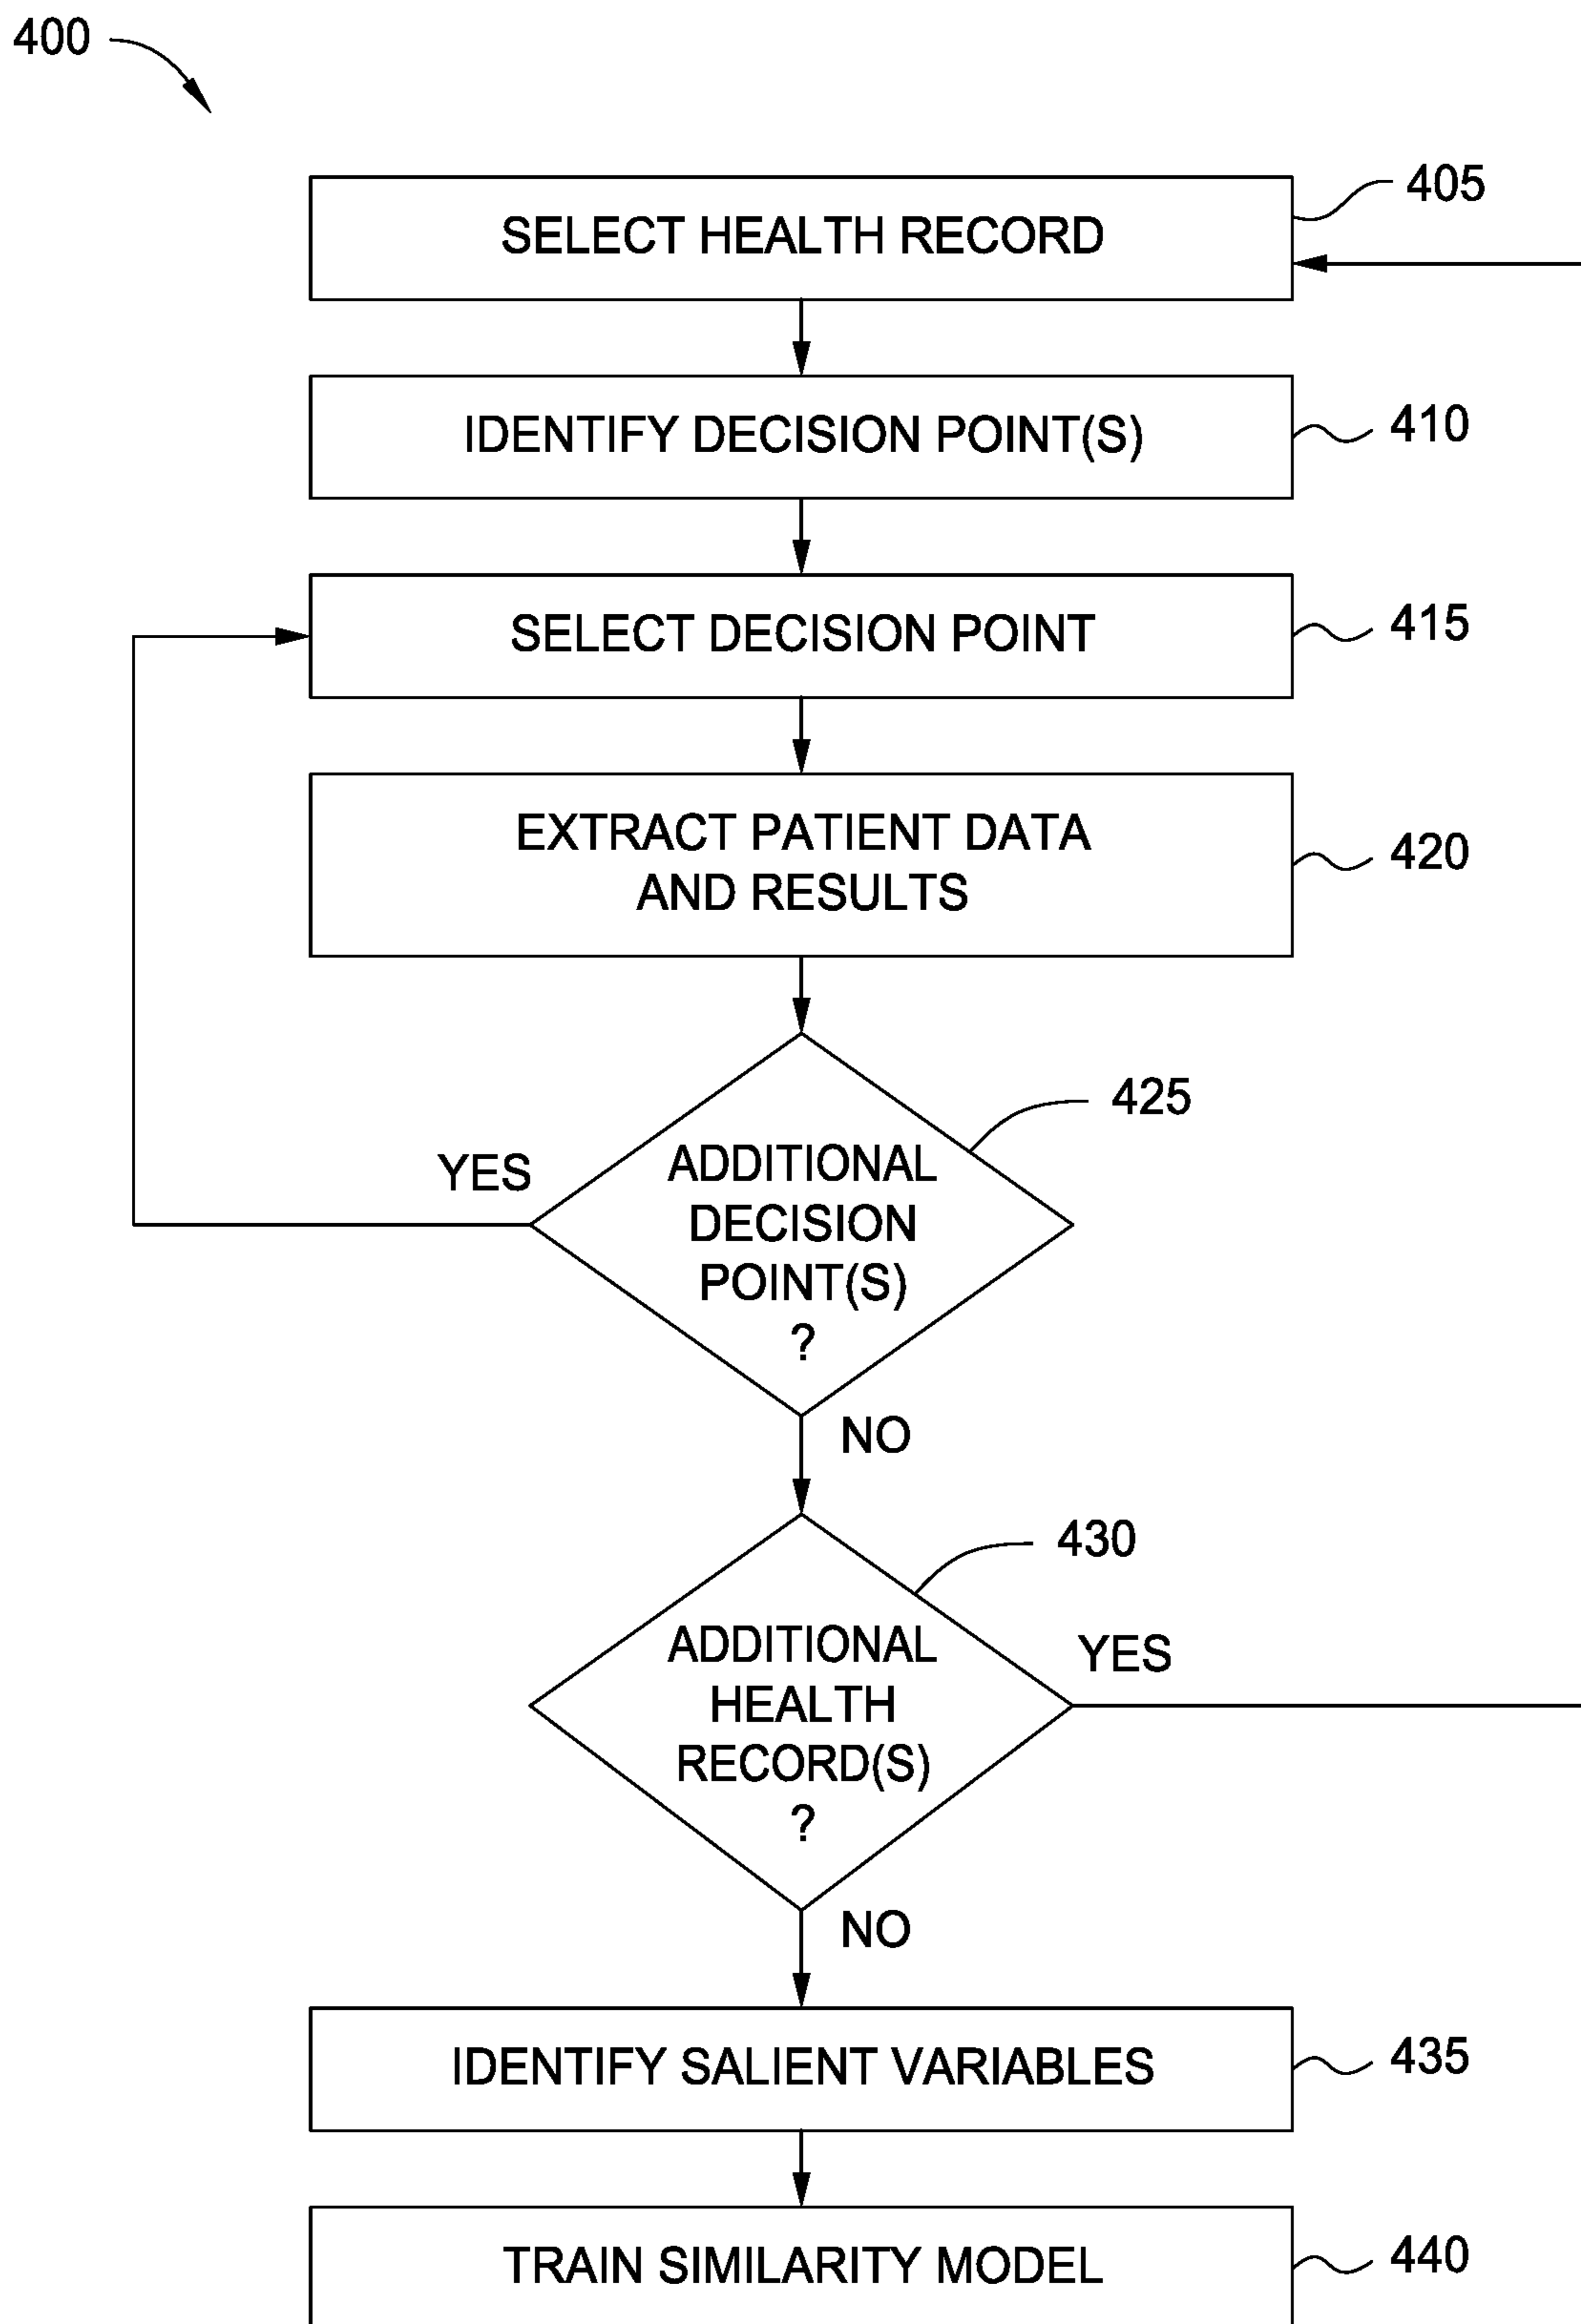 400
405
SELECT HEALTH RECORD
410
IDENTIFY DECISION POINT(S)
415
SELECT DECISION POINT
EXTRACT PATIENT DATA
AND RESULTS
420
425
YES
ADDITIONAL
DECISION
POINT(S)
?
NO
430
ADDITIONAL
HEALTH
RECORD(S)
?
YES
NO
IDENTIFY SALIENT VARIABLES
435
TRAIN SIMILARITY MODEL
440